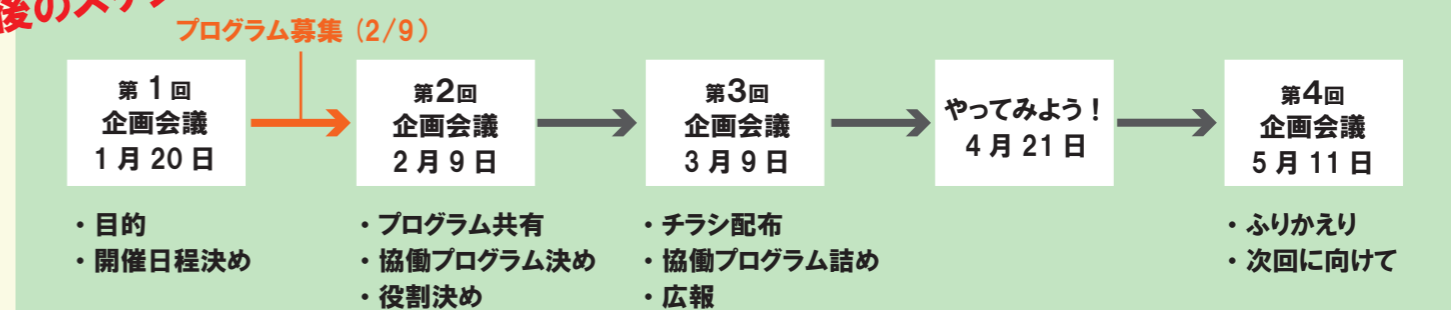 後のスケ
プログラム募集 (2/9)
第1回
企画会議
1月20日
・目的
・開催日程決め
第2回
企画会議
2月9日
・プログラム共有
・協働プログラム決め
・役割決め
第3回
企画会議
3月9日
・チラシ配布
・協働プログラム詰め
・広報
やってみよう！
4月21日
第4回
企画会議
5月11日
・ふりかえり
・次回に向けて